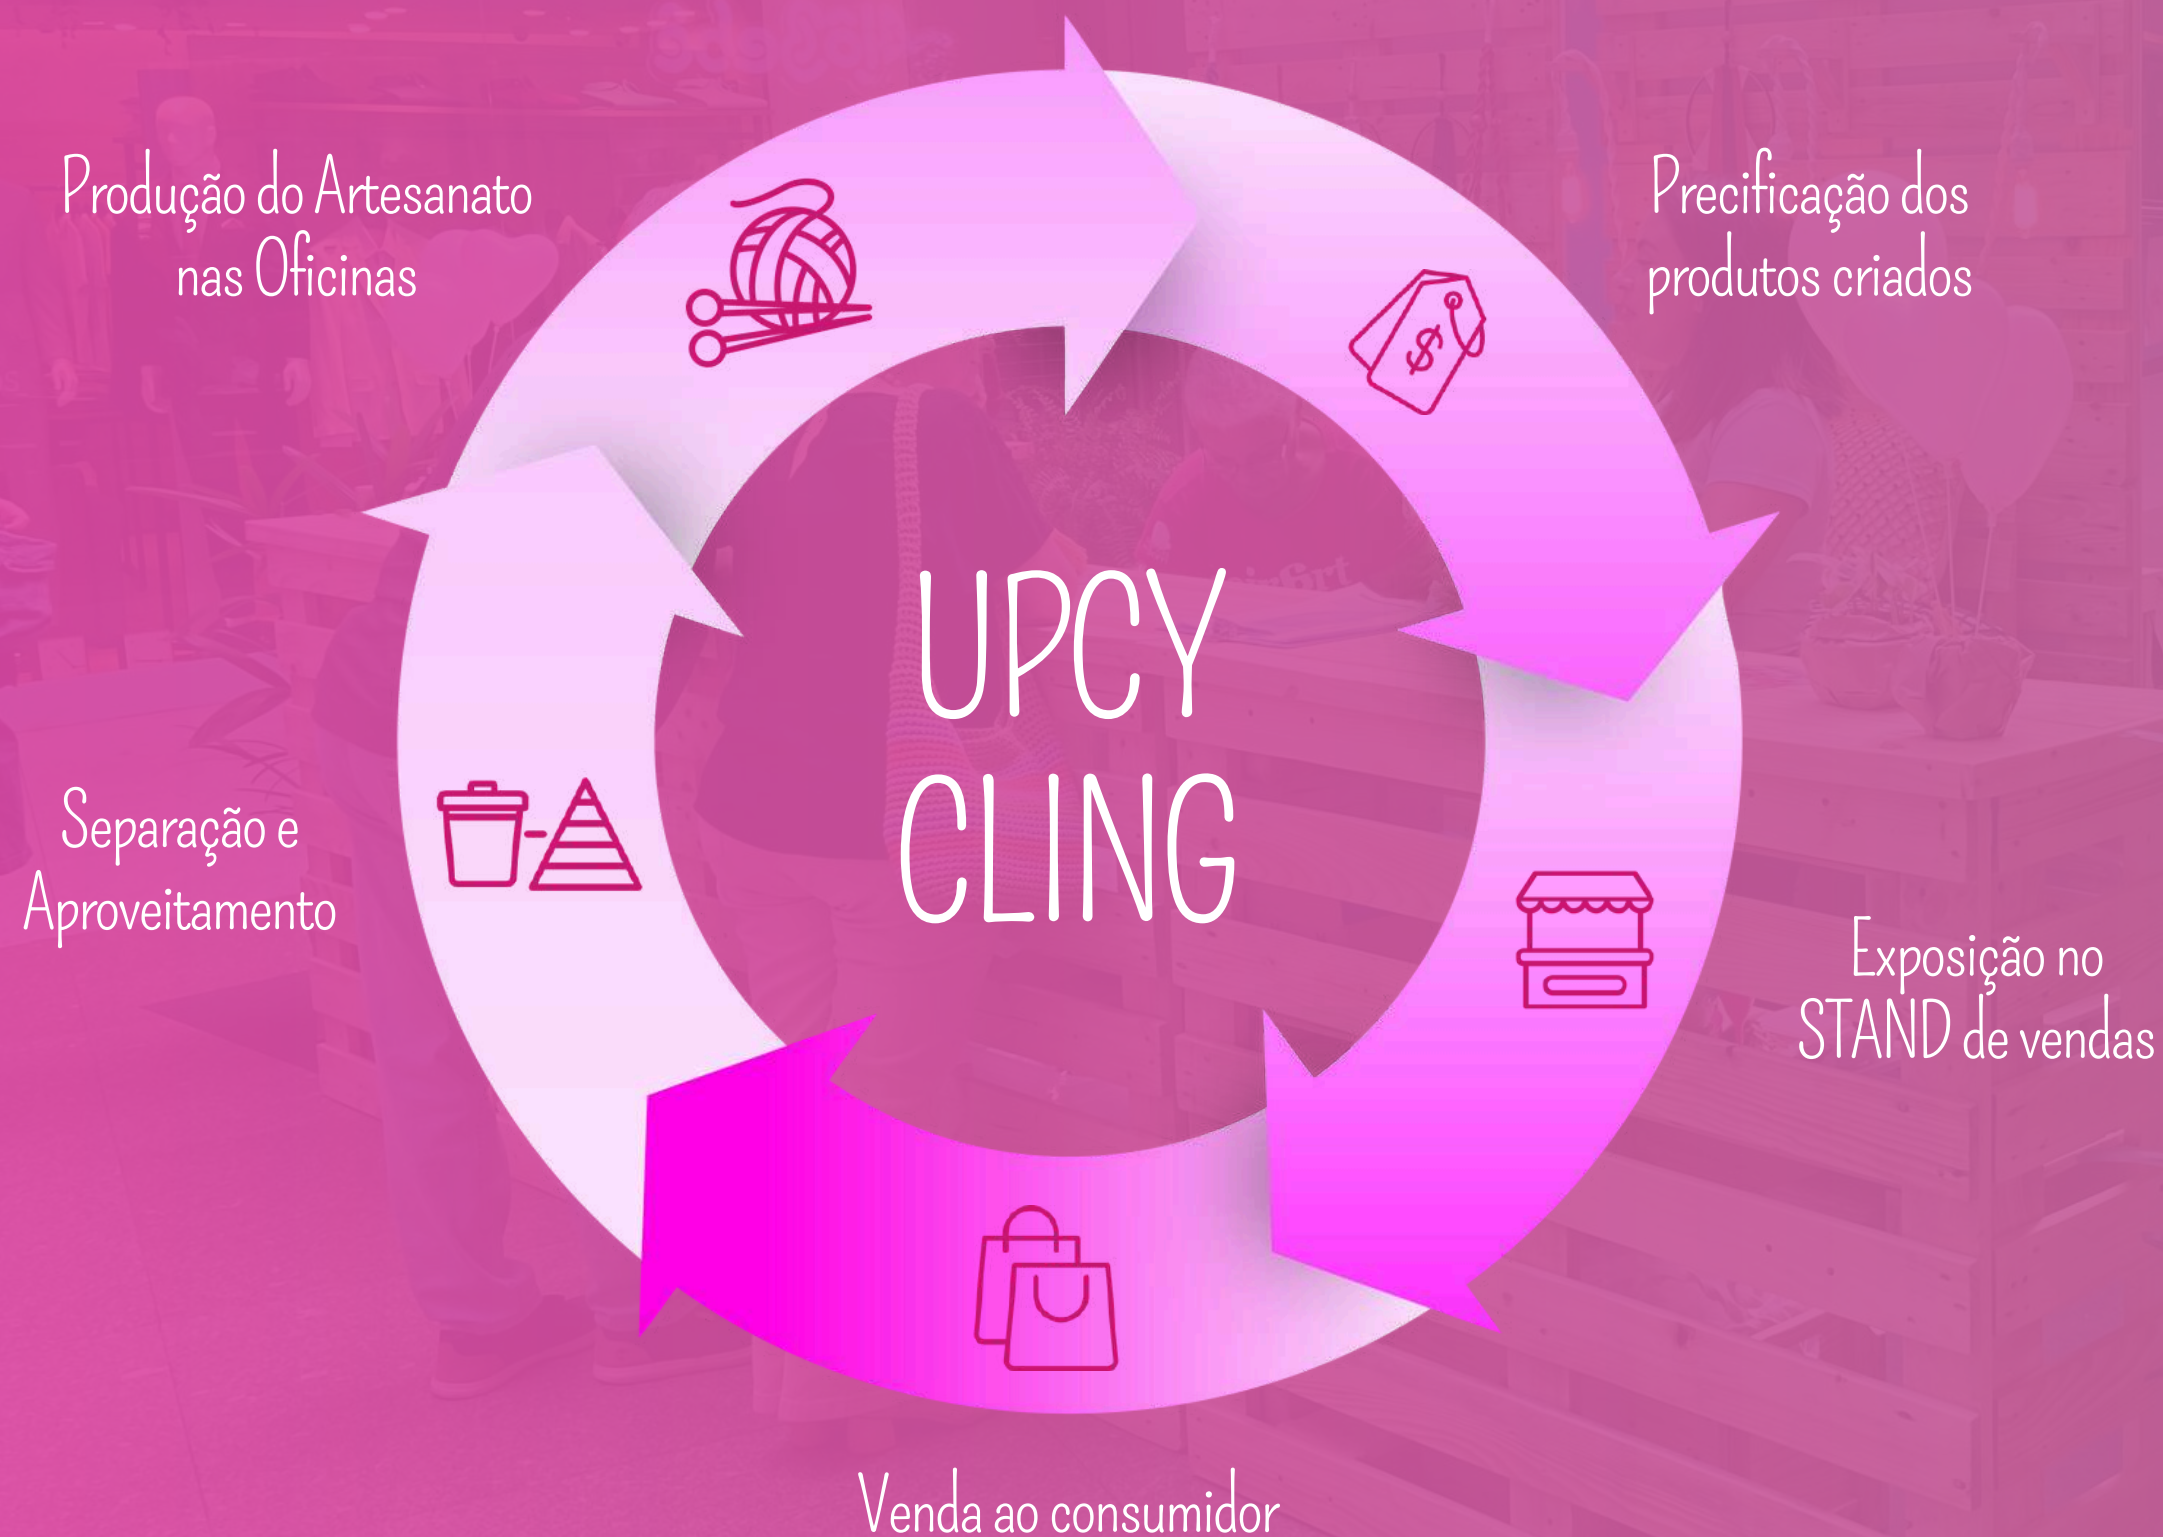 Produção do Artesanato
nas Oficinas
Precificação dos
produtos criados
$
UPCY
CLING
Separação e
Aproveitamento
Exposição no
STAND de vendas
Venda ao consumidor